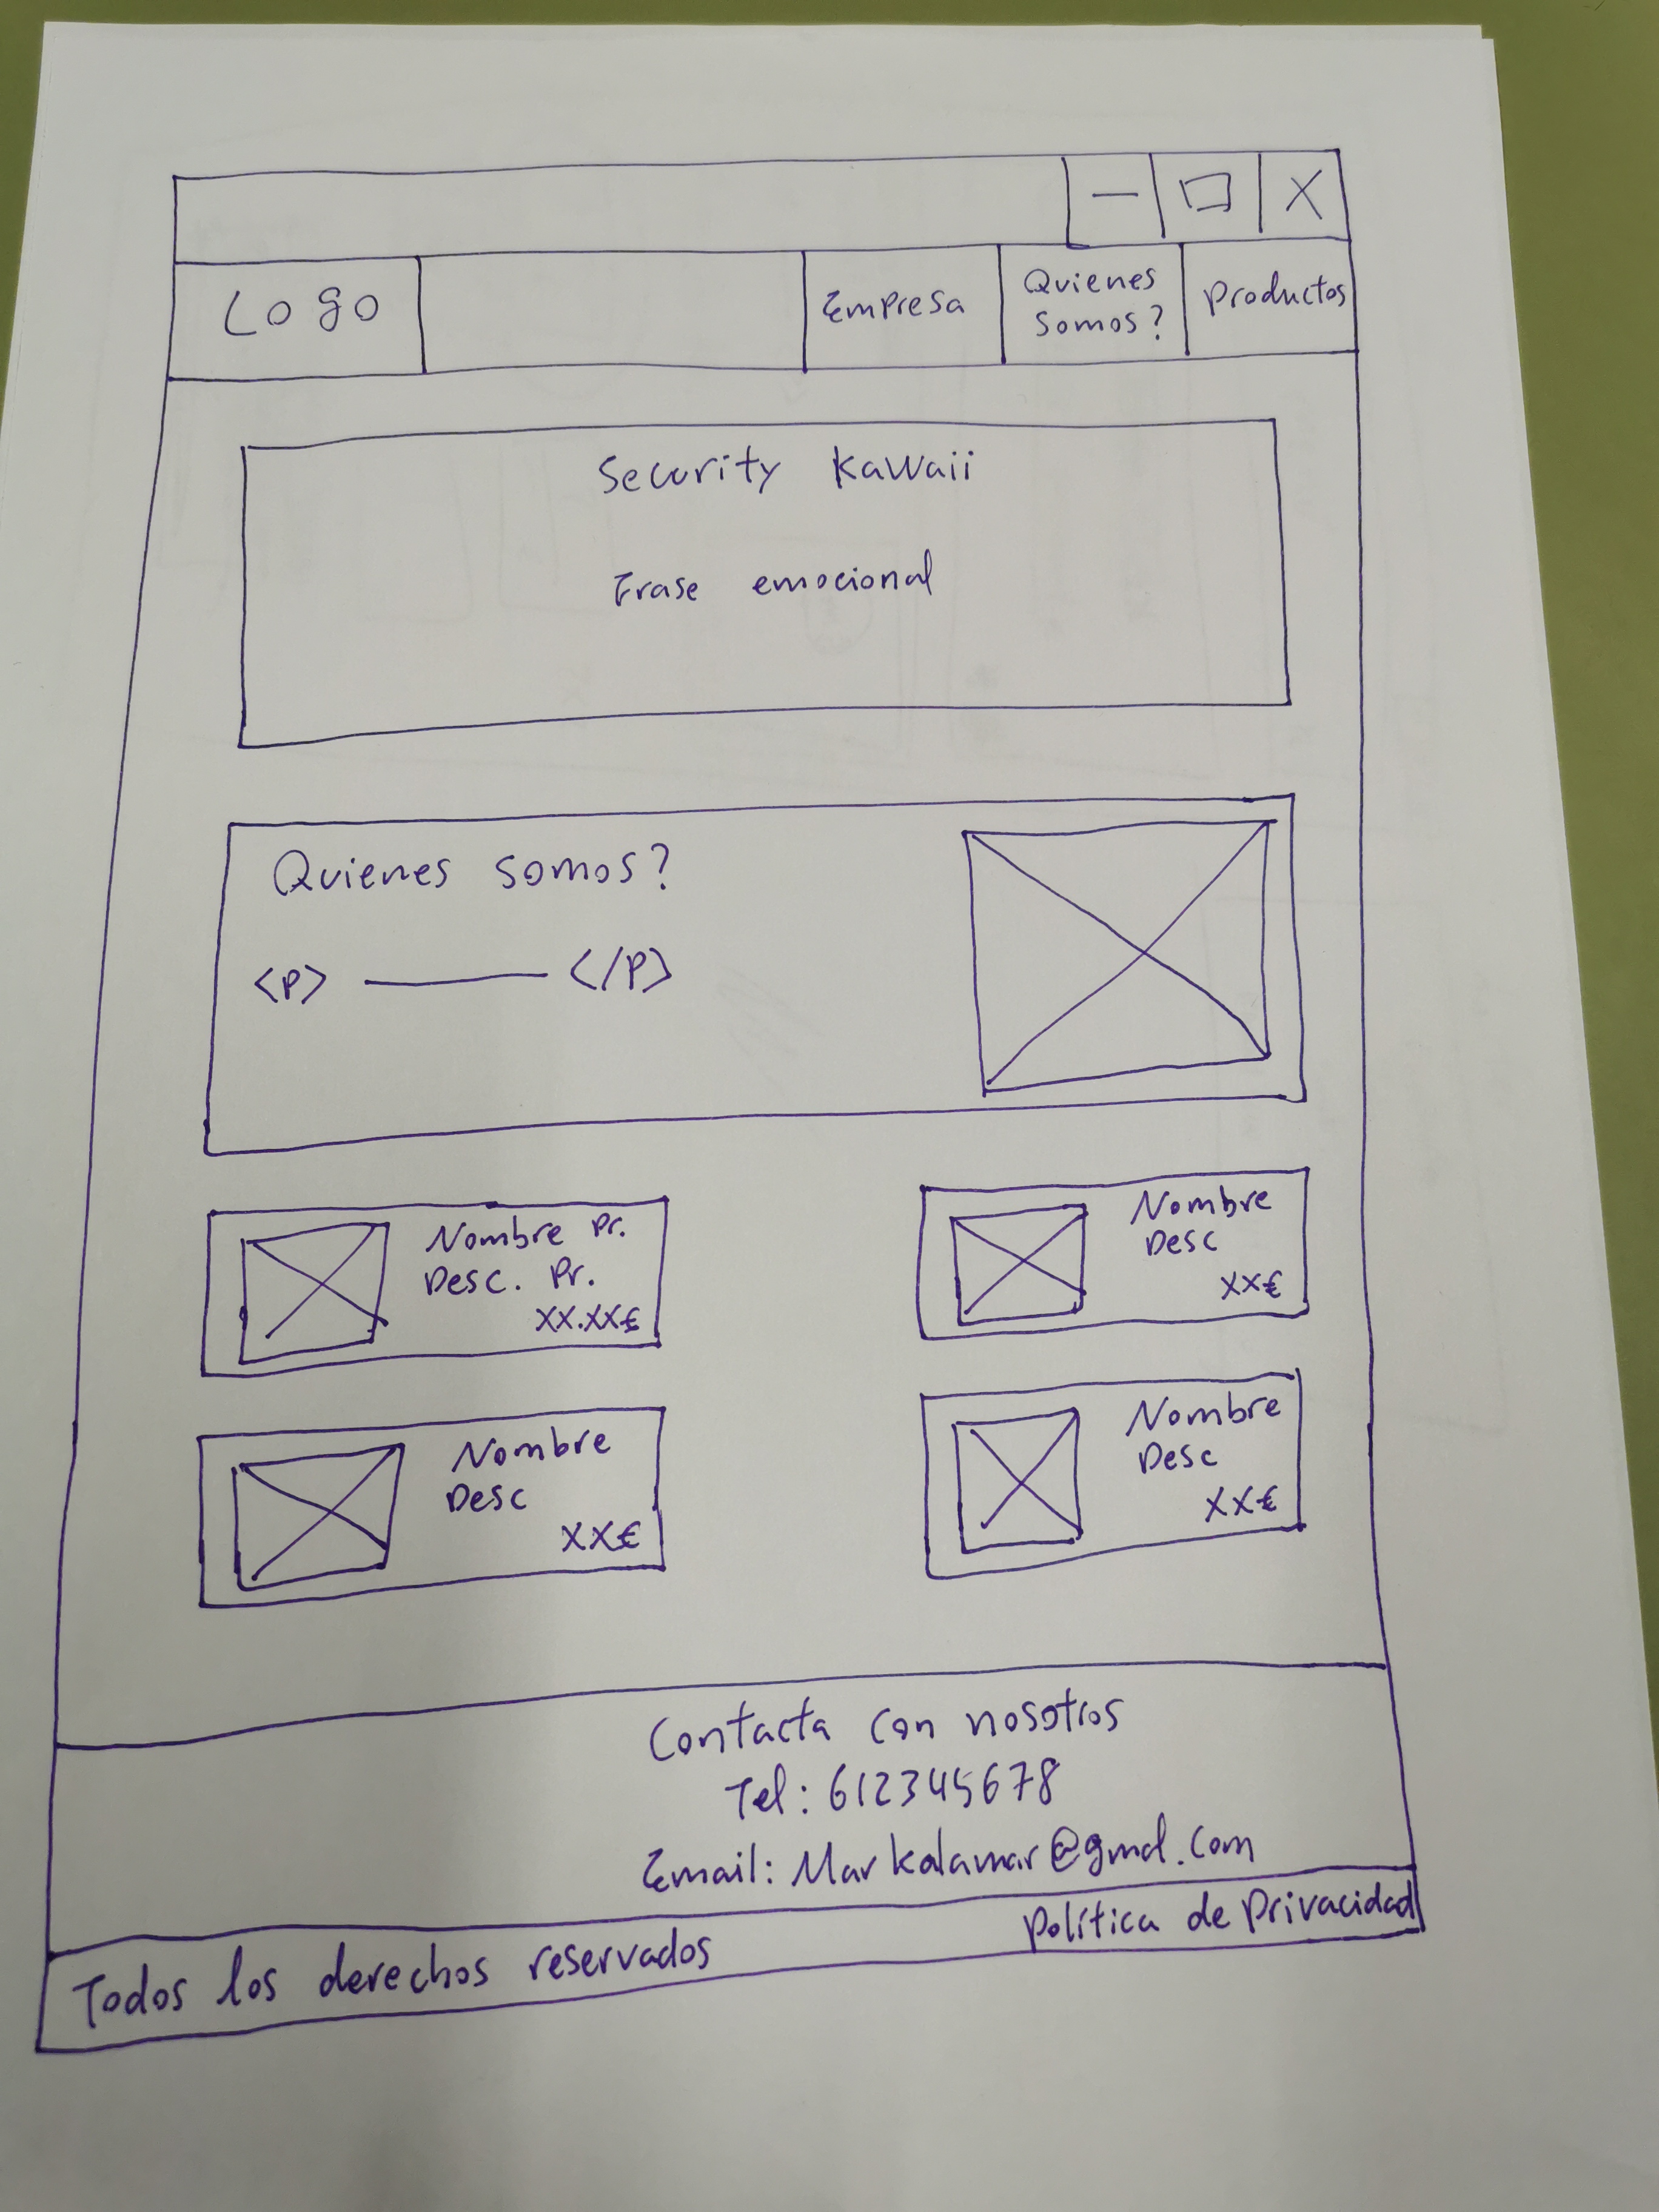 — □ X
Logo
Empresa
Quienes
somos?
Productos
Security Kawaii
Frase emocional
Quienes somos?
<p> —— </p>
Nombre Pr.
Desc. Pr.
XX.XX€
Nombre
Desc
XX€
Nombre
Desc
XX€
Nombre
Desc
XX€
Contacta con nosotros
Tel: 612345678
Email: Markalamar@gmal.com
Todos los derechos reservados
Política de Privacidad